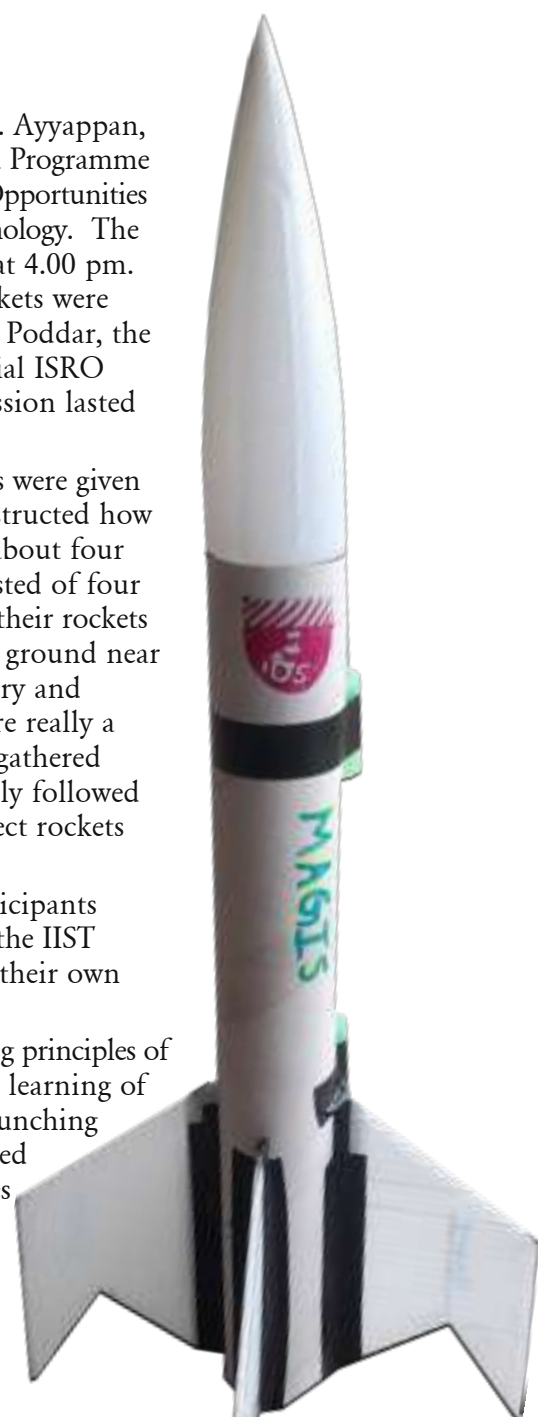 . Ayyappan,
Programme
Opportunities
nology. The
at 4.00 pm.
kets were
Poddar, the
ial ISRO
ssion lasted
s were given
structed how
about four
sted of four
their rockets
ground near
ry and
re really a
gathered
ly followed
ect rockets
icipants
the IIST
their own
g principles of
learning of
unching
ed
es
MAGIS